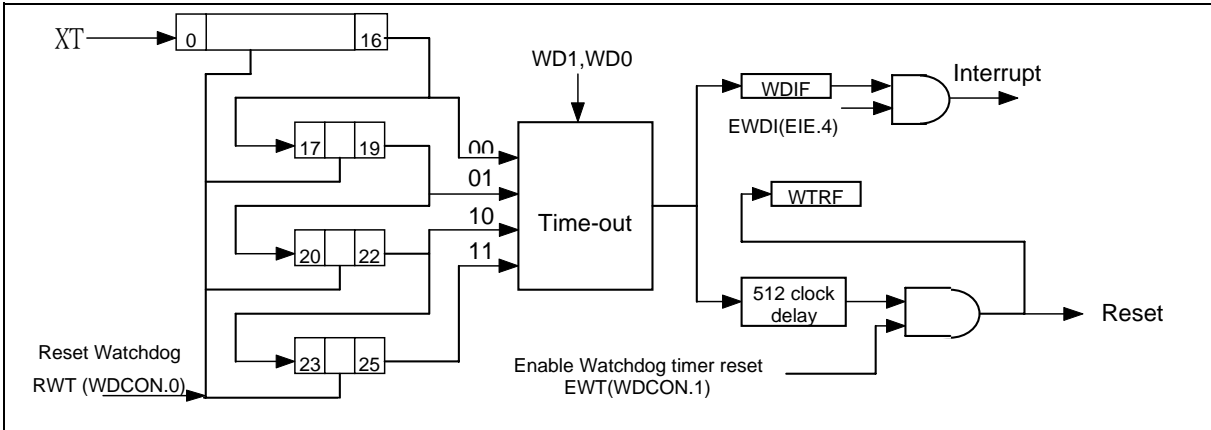 XT
0
16
WD1,WD0
WDIF
Interrupt
EWDI(EIE.4)
17
19
00
01
WTRF
Time-out
20
22
10
11
512 clock
delay
Reset
Reset Watchdog
23
25
Enable Watchdog timer reset
RWT (WDCON.0)
EWT(WDCON.1)